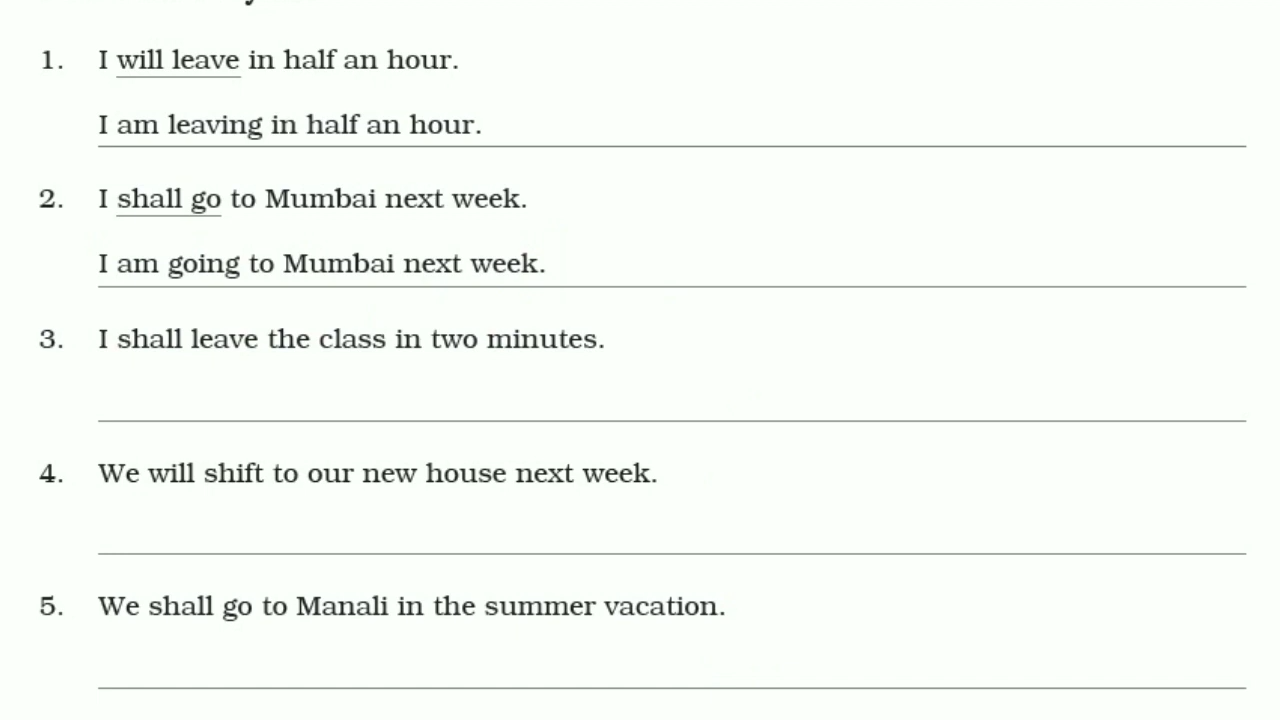 1. I will leave in half an hour.
I am leaving in half an hour.
2. I shall go to Mumbai next week.
I am going to Mumbai next week.
3. I shall leave the class in two minutes.
4. We will shift to our new house next week.
5. We shall go to Manali in the summer vacation.